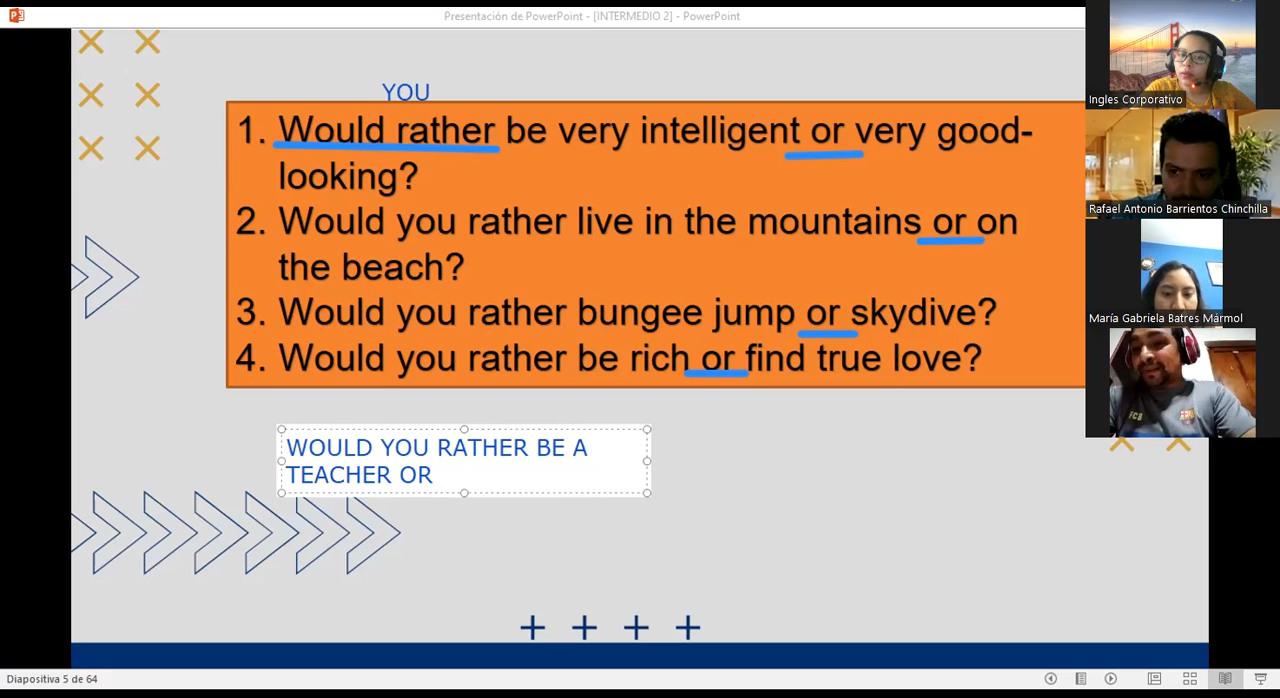 Presentación de PowerPoint - [INTERMEDIO 2] - PowerPoint
YOU
1. Would rather be very intelligent or very good-
looking?
2. Would you rather live in the mountains or on
the beach?
3. Would you rather bungee jump or skydive?
4. Would you rather be rich or find true love?
WOULD YOU RATHER BE A
TEACHER OR
Ingles Corporativo
Rafael Antonio Barrientos Chinchilla
María Gabriela Batres Mármol
FCB
Diapositiva 5 de 64